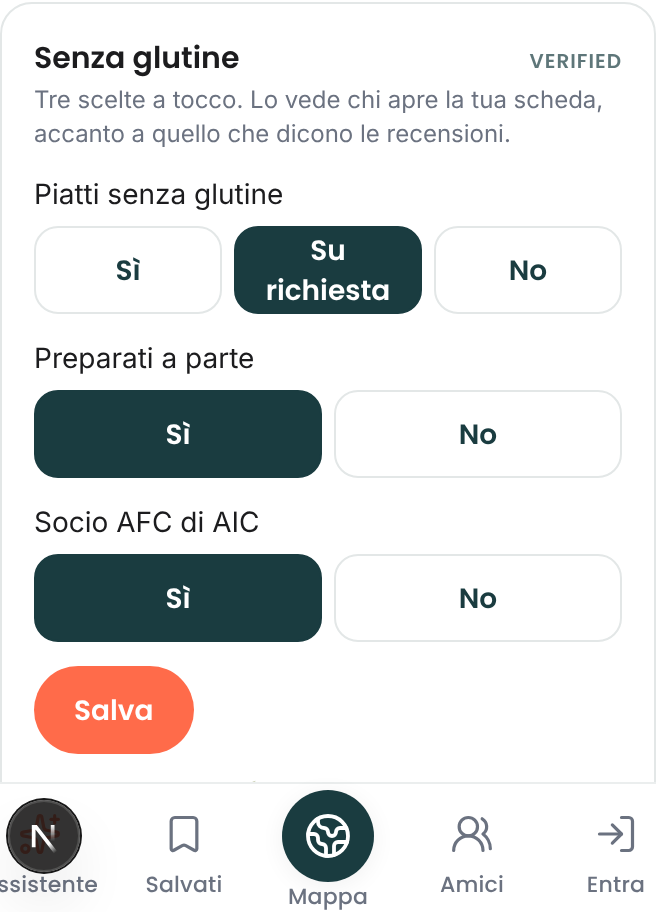 Senza glutine
VERIFIED
Tre scelte a tocco. Lo vede chi apre la tua scheda,
accanto a quello che dicono le recensioni.
Piatti senza glutine
Sì
Su
richiesta
No
Preparati a parte
Sì
No
Socio AFC di AIC
Sì
No
Salva
N
ssistente
Salvati
Mappa
Amici
Entra